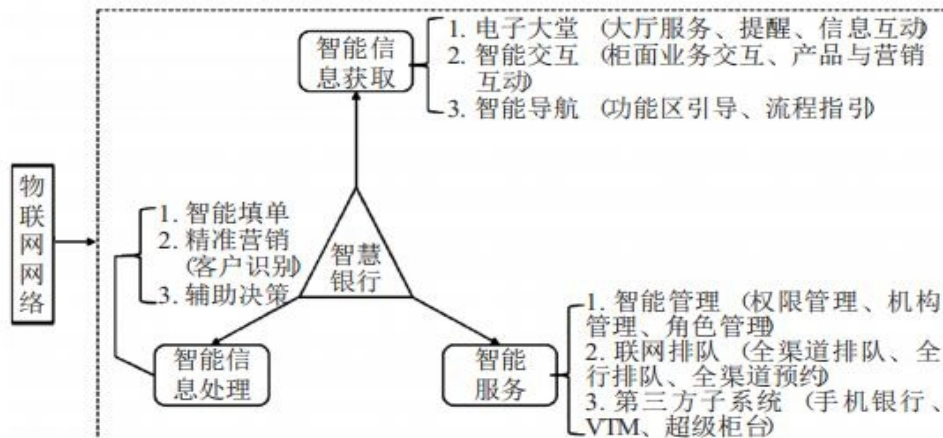 智能信
息获取
1. 电子大堂（大厅服务、提醒、信息互动）
2. 智能交互（柜面业务交互、产品与营销
互动）
3. 智能导航（功能区引导、流程指引）
物
联
网
网
络
1. 智能填单
2. 精准营销
（客户识别）
3. 辅助决策
智慧
银行
智能信
息处理
智能
服务
1. 智能管理（权限管理、机构
管理、角色管理）
2. 联网排队（全渠道排队、全
行排队、全渠道预约）
3. 第三方子系统（手机银行、
VTM、超级柜台）